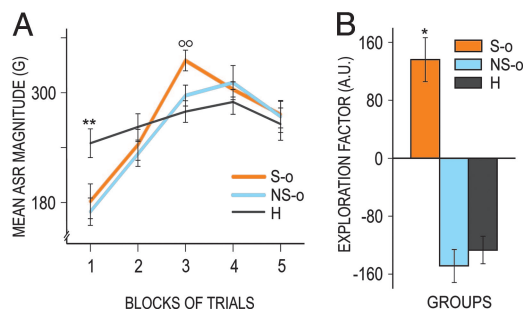 A
MEAN ASR MAGNITUDE (G)
300
180
**
oo
S-o
NS-o
H
1 2 3 4 5
BLOCKS OF TRIALS
B
EXPLORATION FACTOR (A.U.)
160
80
0
-80
-160
*
S-o
NS-o
H
GROUPS